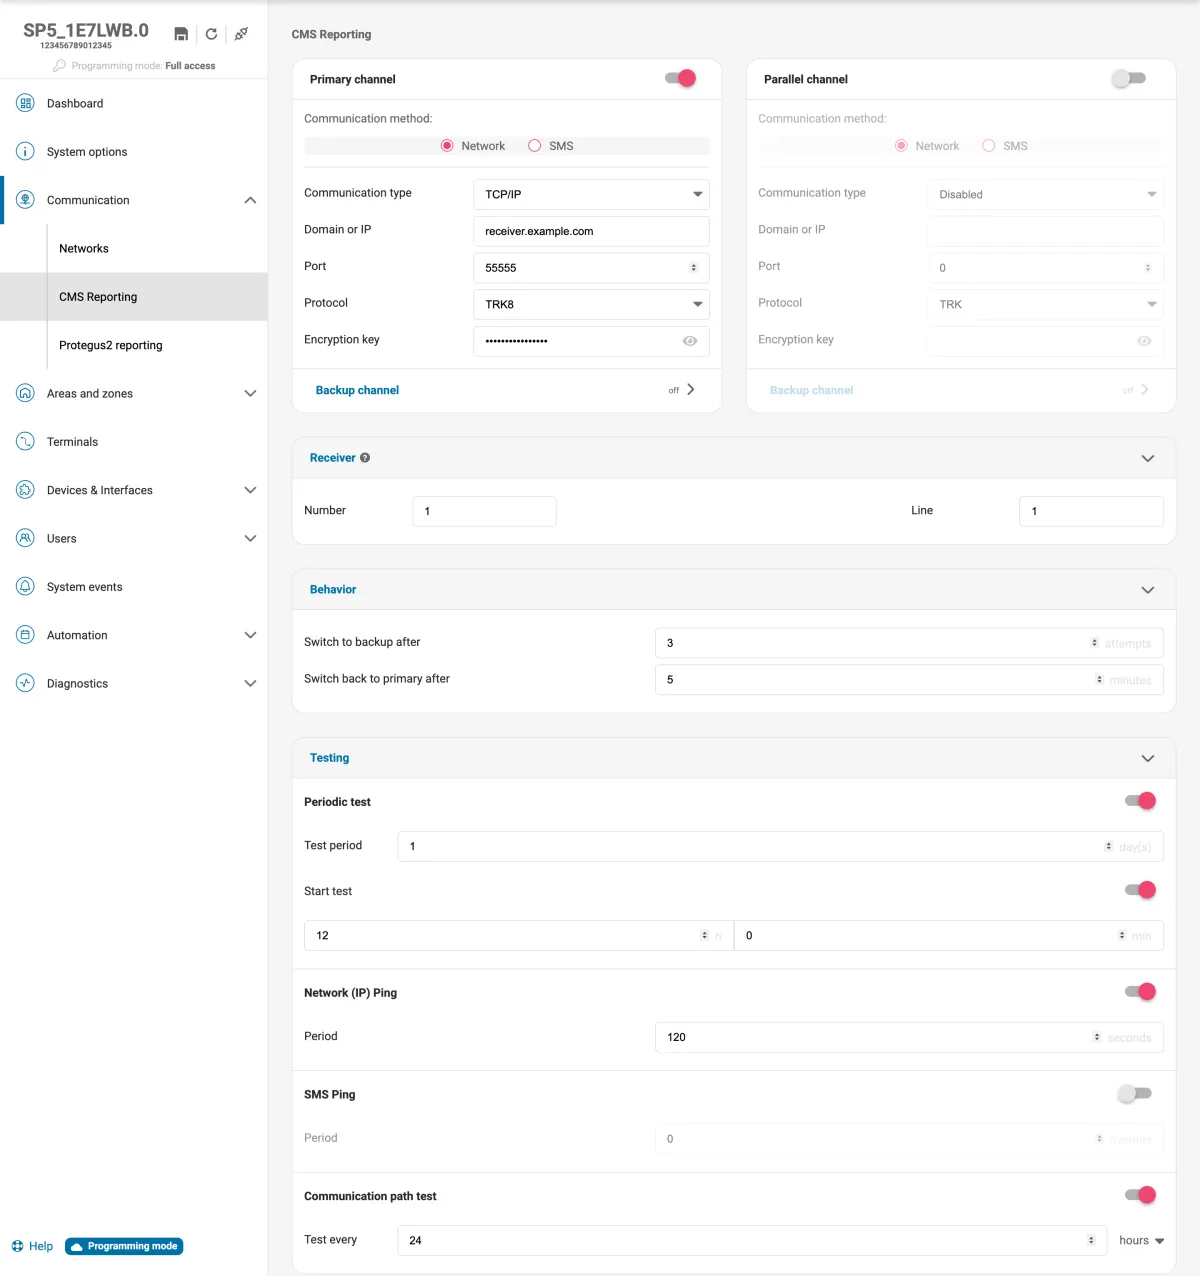 SP5_1E7LWB.0
123456789012345
Programming mode: Full access
Dashboard
System options
Communication
Networks
CMS Reporting
Protegus2 reporting
Areas and zones
Terminals
Devices & Interfaces
Users
System events
Automation
Diagnostics
Help
Programming mode
CMS Reporting
Primary channel
Communication method:
Network SMS
Communication type TCP/IP
Domain or IP receiver.example.com
Port 55555
Protocol TRK8
Encryption key ••••••••••••••••
Backup channel off
Parallel channel
Communication method:
Network SMS
Communication type Disabled
Domain or IP
Port 0
Protocol TRK
Encryption key
Backup channel off
Receiver ?
Number 1 Line 1
Behavior
Switch to backup after 3 attempts
Switch back to primary after 5 minutes
Testing
Periodic test
Test period 1 day(s)
Start test
12 h 0 min
Network (IP) Ping
Period 120 seconds
SMS Ping
Period 0 minutes
Communication path test
Test every 24 hours